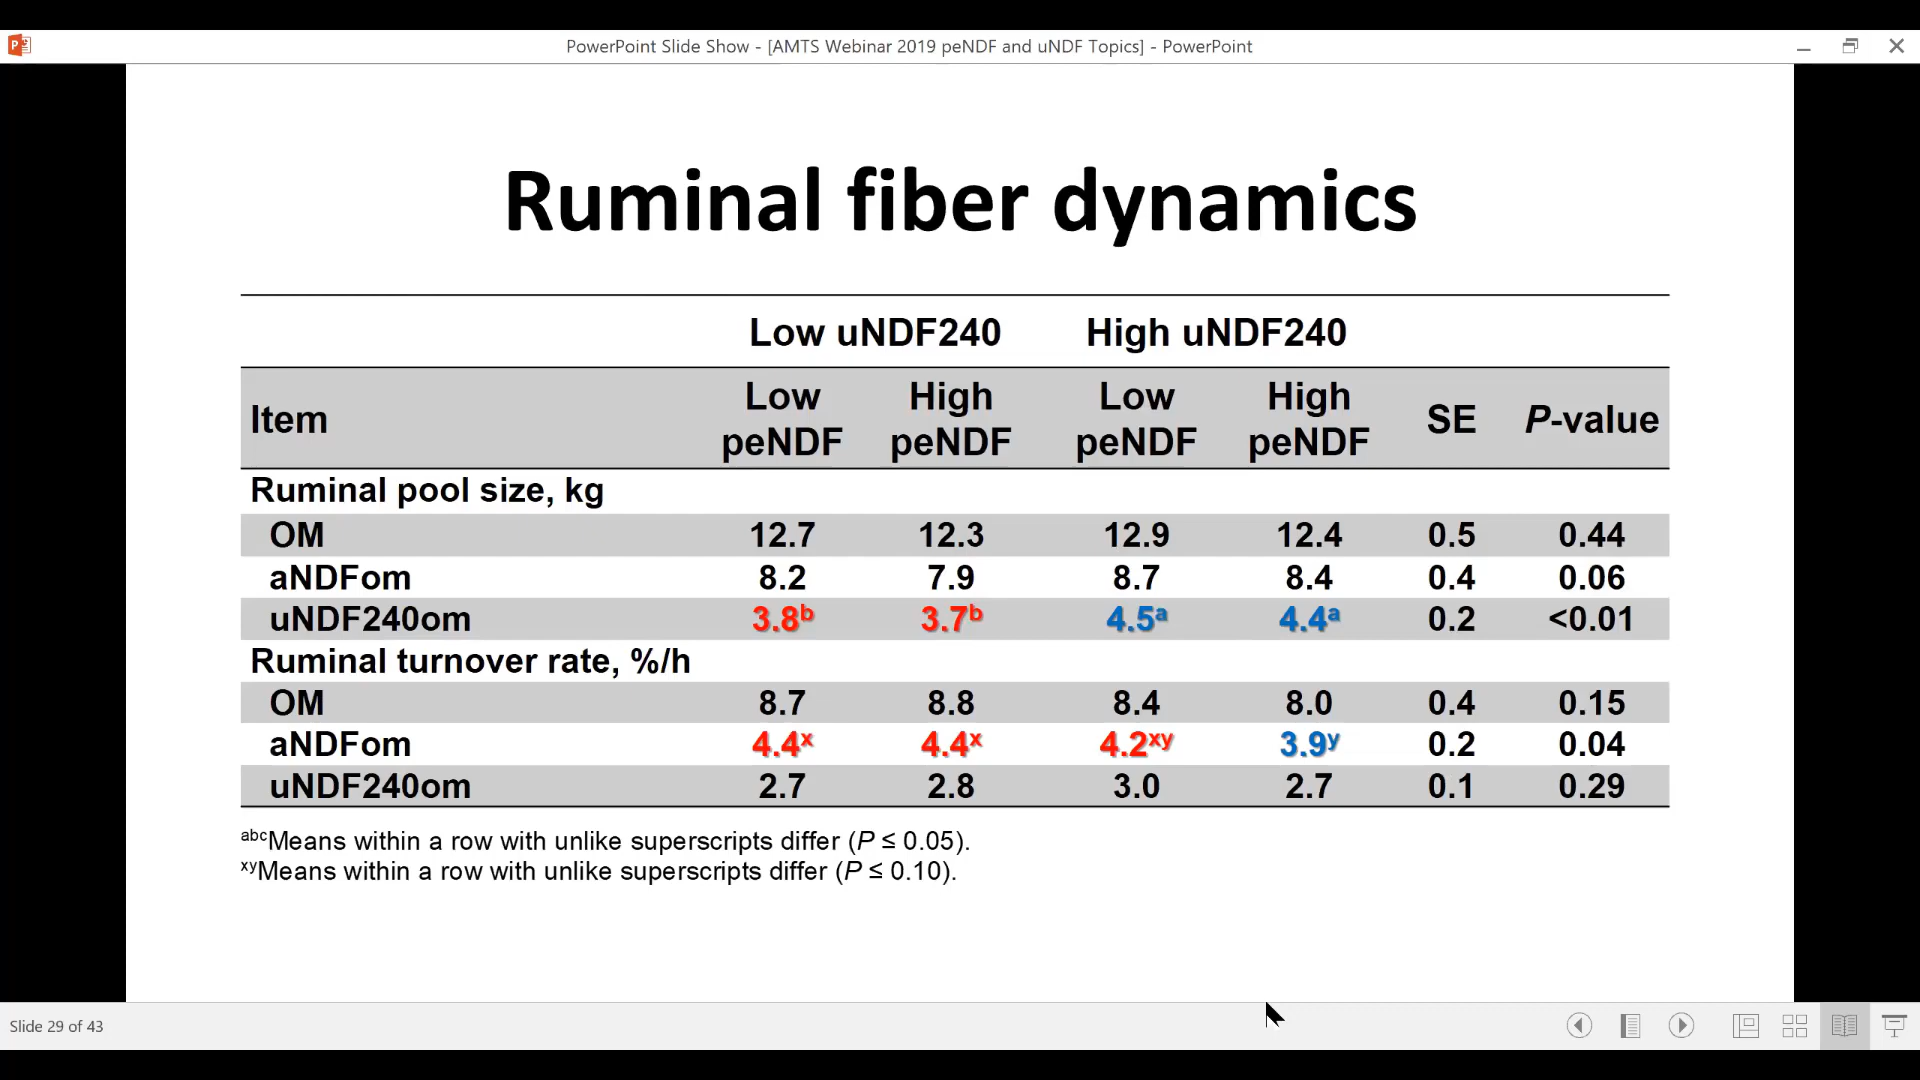 PowerPoint Slide Show - [AMTS Webinar 2019 peNDF and uNDF Topics] - PowerPoint
Ruminal fiber dynamics
Low uNDF240 High uNDF240
Item Low peNDF High peNDF Low peNDF High peNDF SE P-value
Ruminal pool size, kg
OM 12.7 12.3 12.9 12.4 0.5 0.44
aNDFom 8.2 7.9 8.7 8.4 0.4 0.06
uNDF240om 3.8ᵇ 3.7ᵇ 4.5ᵃ 4.4ᵃ 0.2 <0.01
Ruminal turnover rate, %/h
OM 8.7 8.8 8.4 8.0 0.4 0.15
aNDFom 4.4ˣ 4.4ˣ 4.2ˣʸ 3.9ʸ 0.2 0.04
uNDF240om 2.7 2.8 3.0 2.7 0.1 0.29
ᵃᵇᶜMeans within a row with unlike superscripts differ (P ≤ 0.05).
ˣʸMeans within a row with unlike superscripts differ (P ≤ 0.10).
Slide 29 of 43